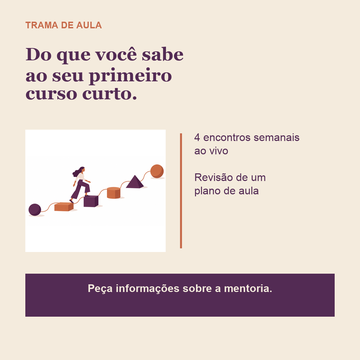 TRAMA DE AULA
Do que você sabe
ao seu primeiro
curso curto.
4 encontros semanais
ao vivo
Revisão de um
plano de aula
Peça informações sobre a mentoria.